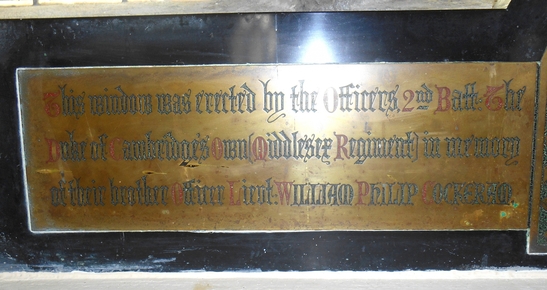 This window was erected by the Officers, 2nd Batt: The
Duke of Cambridge's Own (Middlesex Regiment) in memory
of their brother Officer Lieut: WILLIAM PHILIP COCKERAM